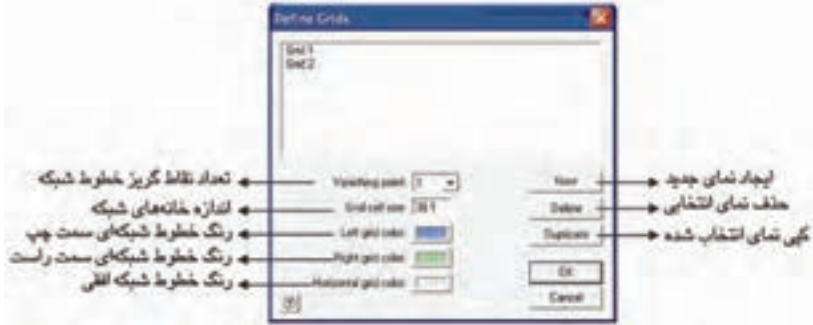 Define Grids
Grid 1
Grid 2
تعداد نقاط گریز خطوط شبکه
Vanishing point:
اندازه خانه‌های شبکه
Grid cell size:
رنگ خطوط شبکه‌ای سمت چپ
Left grid color:
رنگ خطوط شبکه‌ای سمت راست
Right grid color:
رنگ خطوط شبکه افقی
Horizontal grid color:
New
ایجاد نمای جدید
Delete
حذف نمای انتخابی
Duplicate
کپی نمای انتخاب شده
OK
Cancel